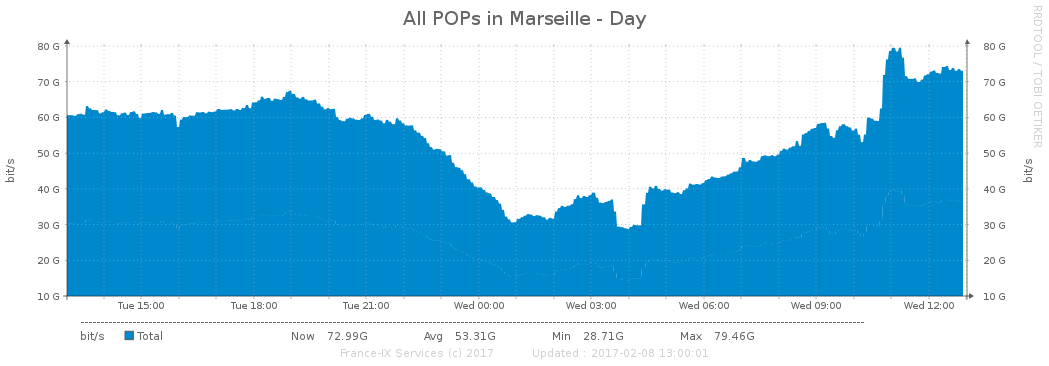 All POPs in Marseille - Day
RRDTOOL / TOBI OETIKER
80 G 80 G
70 G 70 G
60 G 60 G
50 G 50 G
40 G 40 G
30 G 30 G
20 G 20 G
10 G 10 G
bit/s
bit/s
Tue 15:00 Tue 18:00 Tue 21:00 Wed 00:00 Wed 03:00 Wed 06:00 Wed 09:00 Wed 12:00
bit/s Total Now 72.99G Avg 53.31G Min 28.71G Max 79.46G
France-IX Services (c) 2017 Updated : 2017-02-08 13:00:01